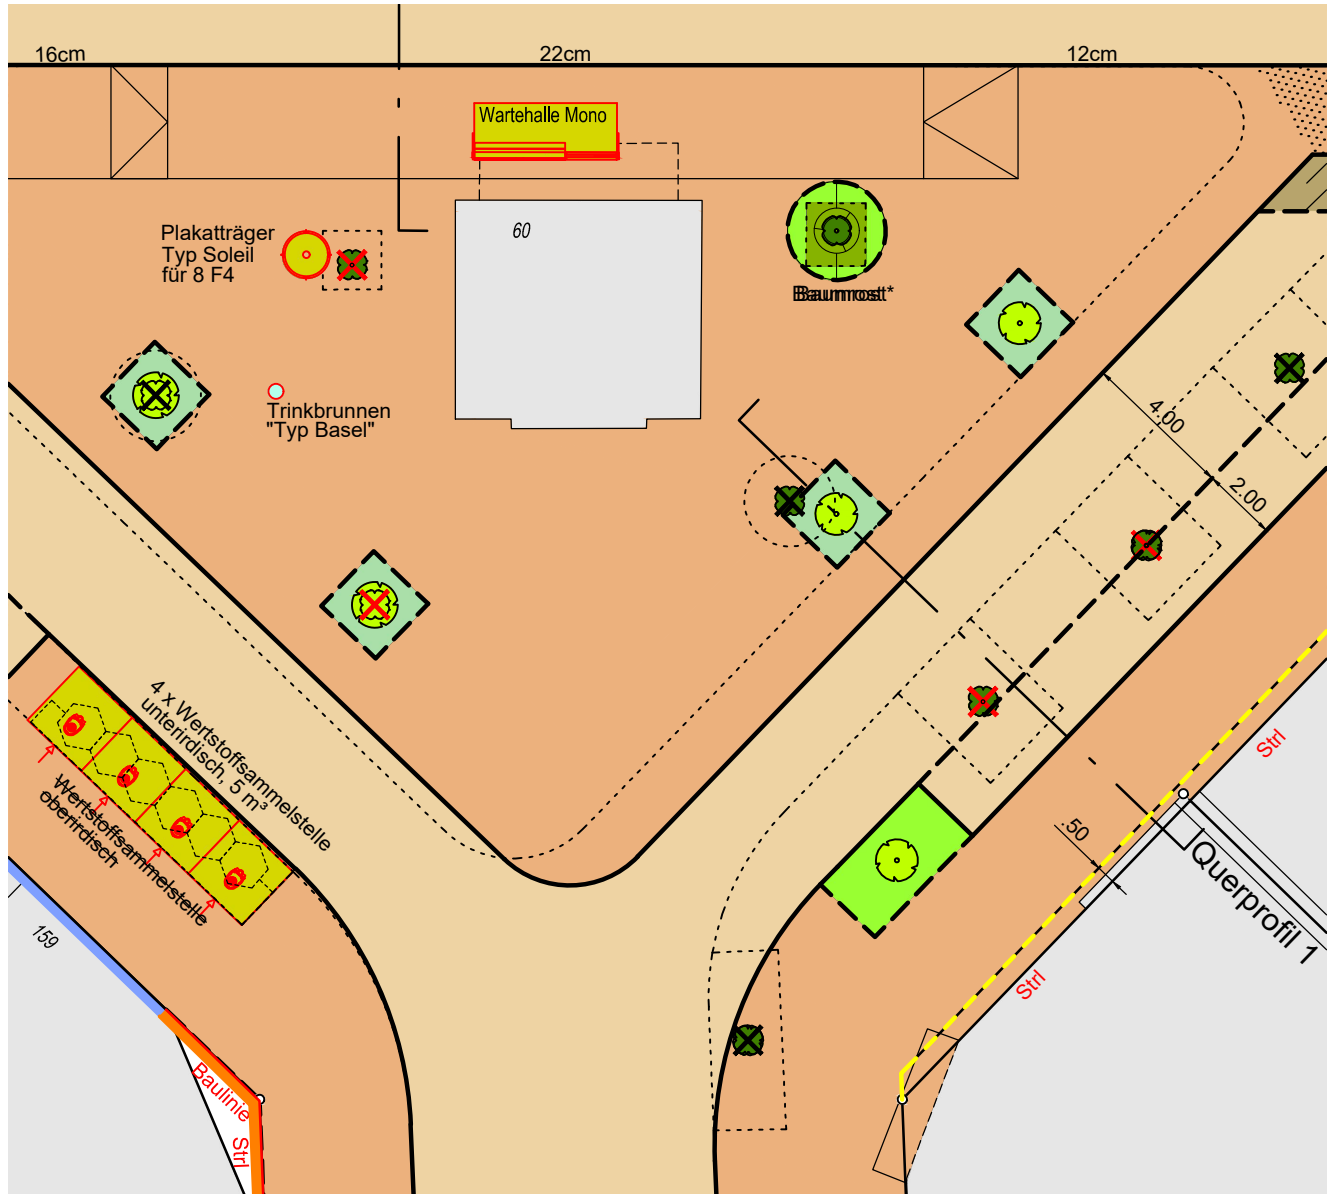 16cm
22cm
12cm
Wartehalle Mono
60
Plakatträger
Typ Soleil
für 8 F4
Baumrost*
Trinkbrunnen
"Typ Basel"
4.00
2.00
4 x Wertstoffsammelstelle
unterirdisch, 5 m³
Wertstoffsammelstelle
oberirdisch
Strl
.50
Querprofil 1
159
Strl
Baulinie
Strl